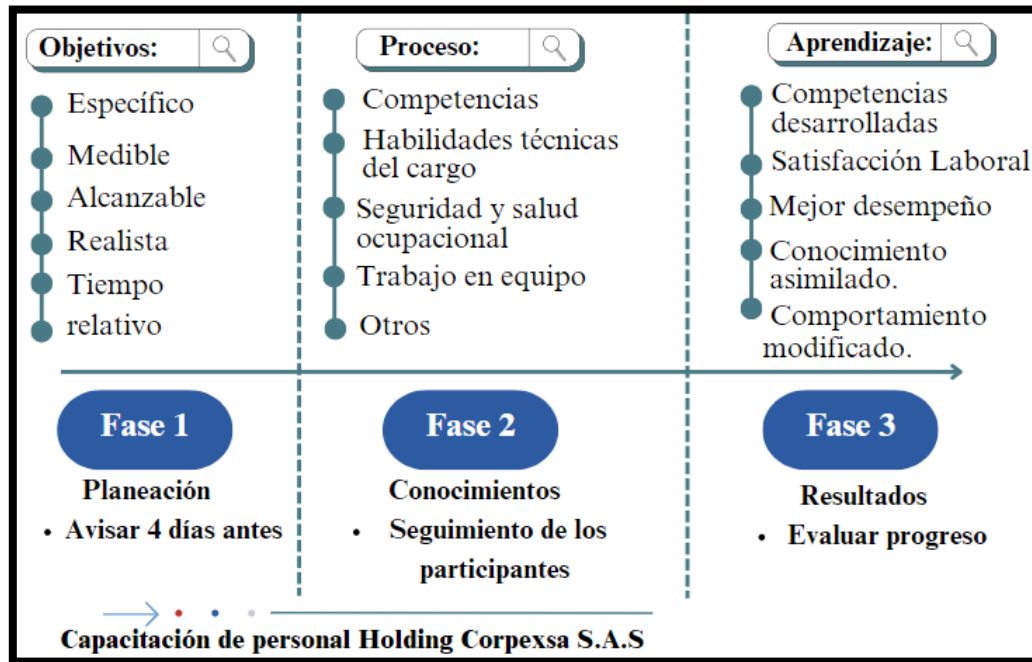 Objetivos:
Específico
Medible
Alcanzable
Realista
Tiempo
relativo
Proceso:
Competencias
Habilidades técnicas
del cargo
Seguridad y salud
ocupacional
Trabajo en equipo
Otros
Aprendizaje:
Competencias
desarrolladas
Satisfacción Laboral
Mejor desempeño
Conocimiento
asimilado.
Comportamiento
modificado.
Fase 1
Planeación
• Avisar 4 días antes
Fase 2
Conocimientos
• Seguimiento de los
participantes
Fase 3
Resultados
• Evaluar progreso
Capacitación de personal Holding Corpexsa S.A.S